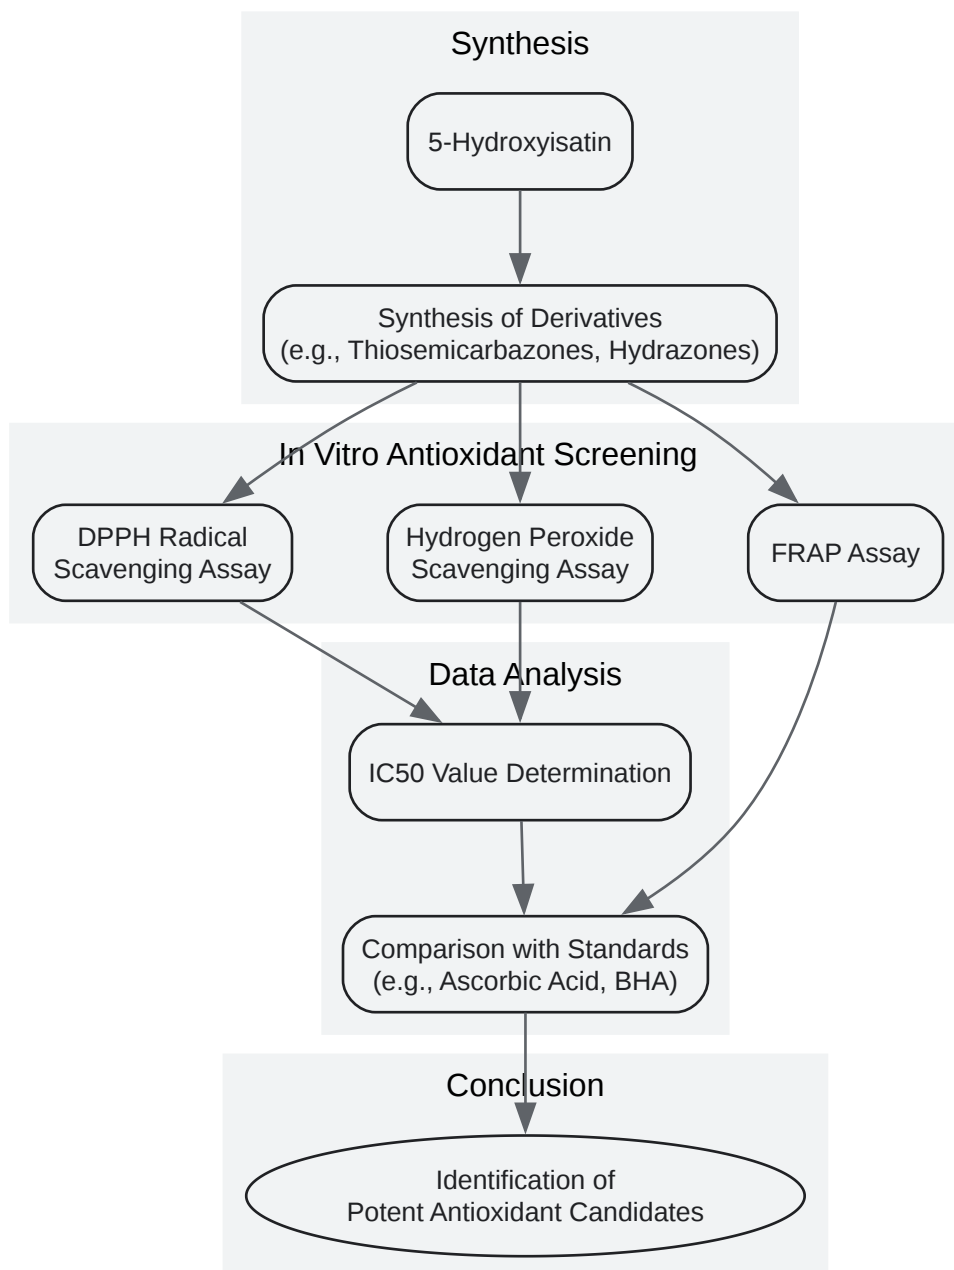 Synthesis
5-Hydroxyisatin
Synthesis of Derivatives
(e.g., Thiosemicarbazones, Hydrazones)
In Vitro Antioxidant Screening
DPPH Radical
Scavenging Assay
Hydrogen Peroxide
Scavenging Assay
FRAP Assay
Data Analysis
IC50 Value Determination
Comparison with Standards
(e.g., Ascorbic Acid, BHA)
Conclusion
Identification of
Potent Antioxidant Candidates